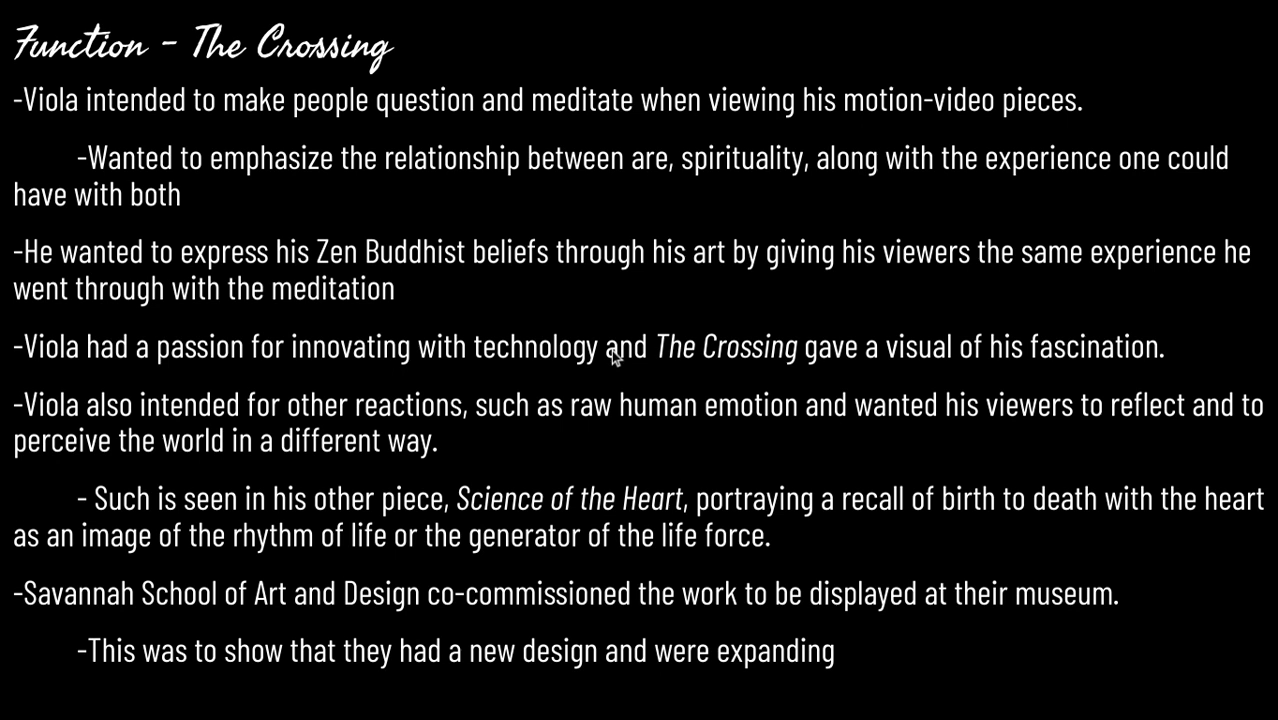 Function - The Crossing
-Viola intended to make people question and meditate when viewing his motion-video pieces.
-Wanted to emphasize the relationship between are, spirituality, along with the experience one could
have with both
-He wanted to express his Zen Buddhist beliefs through his art by giving his viewers the same experience he
went through with the meditation
-Viola had a passion for innovating with technology and The Crossing gave a visual of his fascination.
-Viola also intended for other reactions, such as raw human emotion and wanted his viewers to reflect and to
perceive the world in a different way.
- Such is seen in his other piece, Science of the Heart, portraying a recall of birth to death with the heart
as an image of the rhythm of life or the generator of the life force.
-Savannah School of Art and Design co-commissioned the work to be displayed at their museum.
-This was to show that they had a new design and were expanding